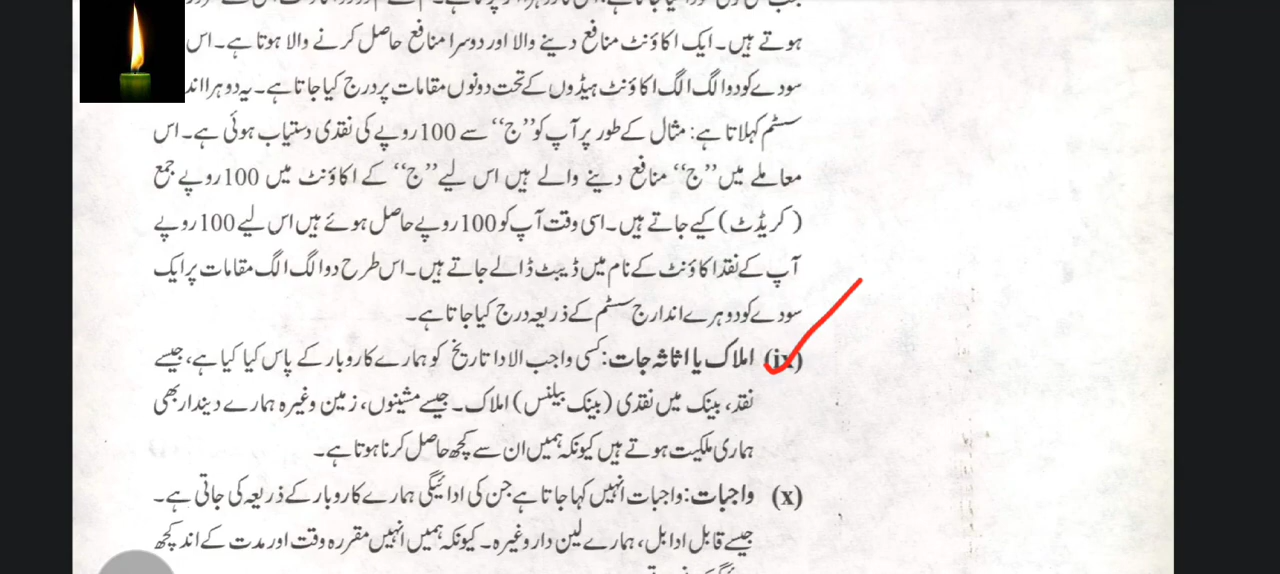 ہوتے ہیں۔ ایک اکاؤنٹ منافع دینے والا اور دوسرا منافع حاصل کرنے والا ہوتا ہے۔ اس
سودے کو دو الگ الگ اکاؤنٹ ہیڈوں کے تحت دونوں مقامات پر درج کیا جاتا ہے۔ یہ دوہرا اند
سسٹم کہلاتا ہے: مثال کے طور پر آپ کو ”ج“ سے 100 روپے کی نقدی دستیاب ہوئی ہے۔ اس
معاملے میں ”ج“ منافع دینے والے ہیں اس لیے ”ج“ کے اکاؤنٹ میں 100 روپے جمع
(کریڈٹ) کیے جاتے ہیں۔ اسی وقت آپ کو 100 روپے حاصل ہوئے ہیں اس لیے 100 روپے
آپ کے نقد اکاؤنٹ کے نام میں ڈیبٹ ڈالے جاتے ہیں۔ اس طرح دو الگ الگ مقامات پر ایک
سودے کو دوہرے اندارج سسٹم کے ذریعہ درج کیا جاتا ہے۔
(ix) املاک یا اثاثہ جات: کسی واجب الادا تاریخ کو ہمارے کاروبار کے پاس کیا کیا ہے، جیسے
نقد، بینک میں نقدی (بینک بیلنس) املاک۔ جیسے مشینوں، زمین وغیرہ ہمارے دیندار بھی
ہماری ملکیت ہوتے ہیں کیونکہ ہمیں ان سے کچھ حاصل کرنا ہوتا ہے۔
(x) واجبات: واجبات انہیں کہا جاتا ہے جن کی ادائیگی ہمارے کاروبار کے ذریعہ کی جاتی ہے۔
جیسے قابل ادا بل، ہمارے لین دار وغیرہ۔ کیونکہ ہمیں انہیں مقررہ وقت اور مدت کے اند کچھ